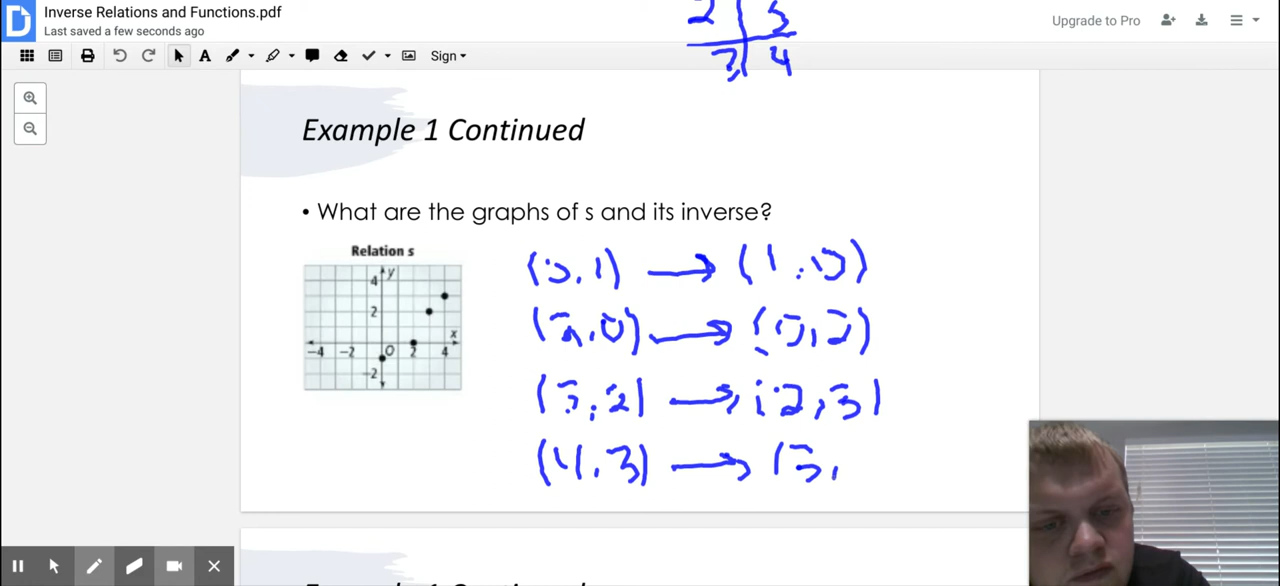 Inverse Relations and Functions.pdf
Last saved a few seconds ago
Upgrade to Pro
Sign
2 | 3
3 | 4
Example 1 Continued
• What are the graphs of s and its inverse?
Relation s
4 y
2
x
-4 -2 O 2 4
-2
(0,1) → (1,0)
(2,0) → (0,2)
(3,2) → (2,3)
(4,3) → (3,